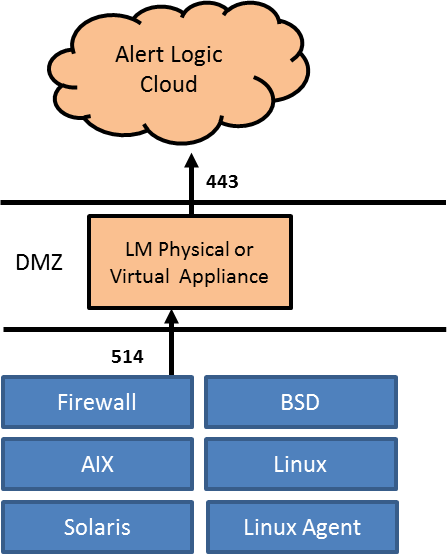 Alert Logic
Cloud
443
DMZ
LM Physical or
Virtual Appliance
514
Firewall
BSD
AIX
Linux
Solaris
Linux Agent